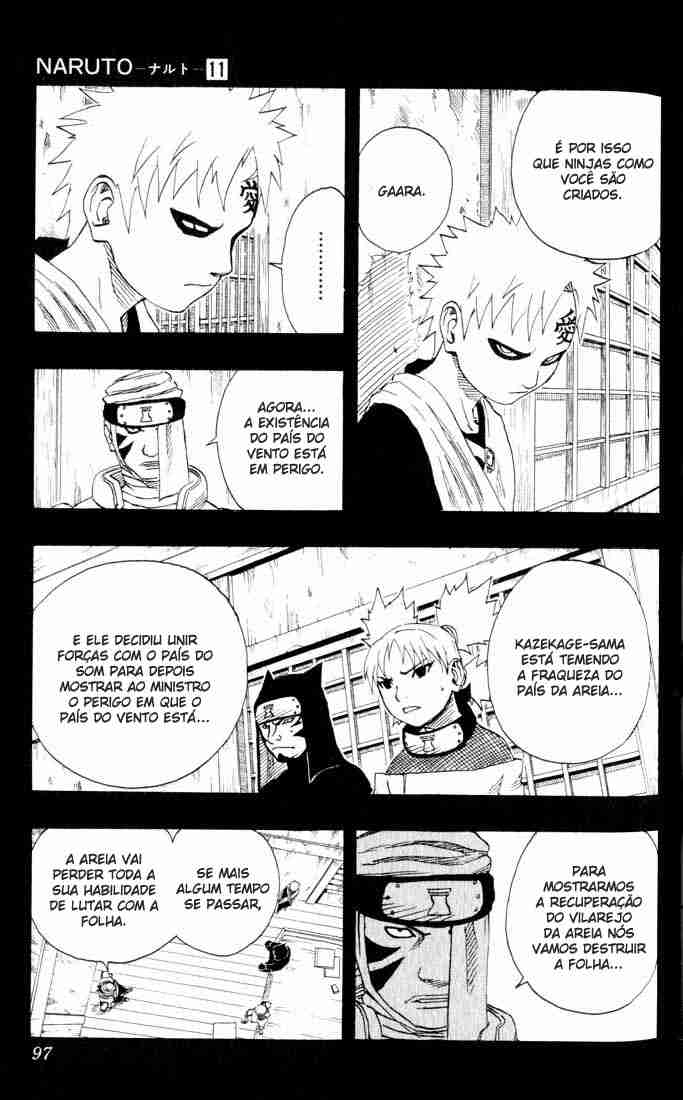 NARUTO—ナルト—11
É POR ISSO
QUE NINJAS COMO
VOCÊ SÃO
CRIADOS.
GAARA.
愛
愛
..........
AGORA...
A EXISTÊNCIA
DO PAÍS DO
VENTO ESTÁ
EM PERIGO.
KAZEKAGE-SAMA
ESTÁ TEMENDO
A FRAQUEZA DO
PAÍS DA AREIA...
E ELE DECIDIU UNIR
FORÇAS COM O PAÍS DO
SOM PARA DEPOIS
MOSTRAR AO MINISTRO
O PERIGO EM QUE O
PAÍS DO VENTO ESTÁ...
PARA
MOSTRARMOS
A RECUPERAÇÃO
DO VILAREJO
DA AREIA NÓS
VAMOS DESTRUIR
A FOLHA...
SE MAIS
ALGUM TEMPO
SE PASSAR,
A AREIA VAI
PERDER TODA A
SUA HABILIDADE
DE LUTAR COM A
FOLHA.
97